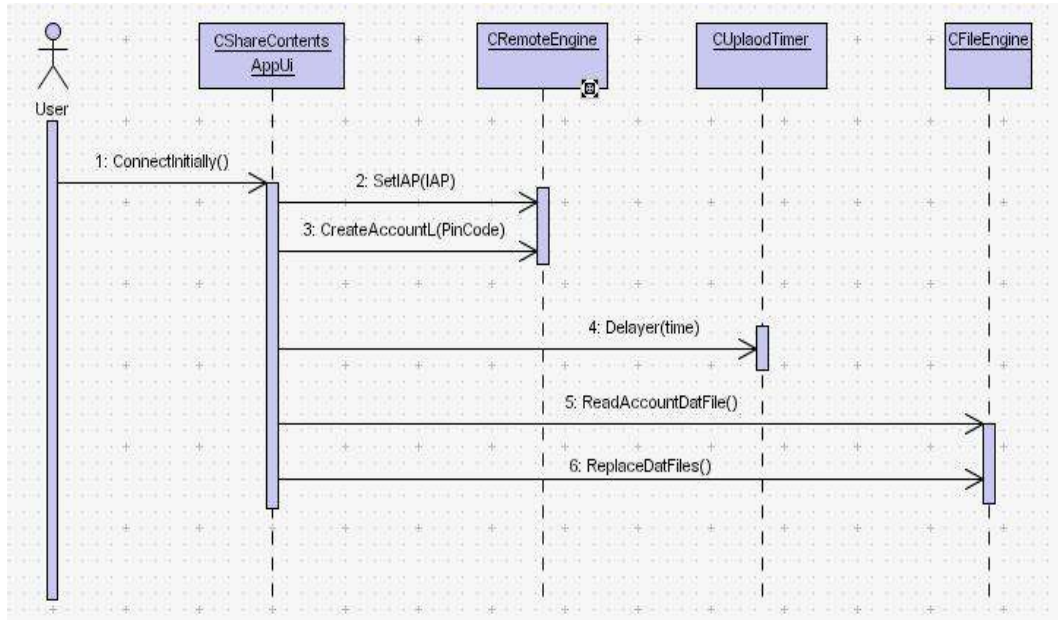 CShareContents
AppUi
CRemoteEngine
CUplaodTimer
CFileEngine
User
1: ConnectInitially()
2: SetIAP(IAP)
3: CreateAccountL(PinCode)
4: Delayer(time)
5: ReadAccountDatFile()
6: ReplaceDatFiles()